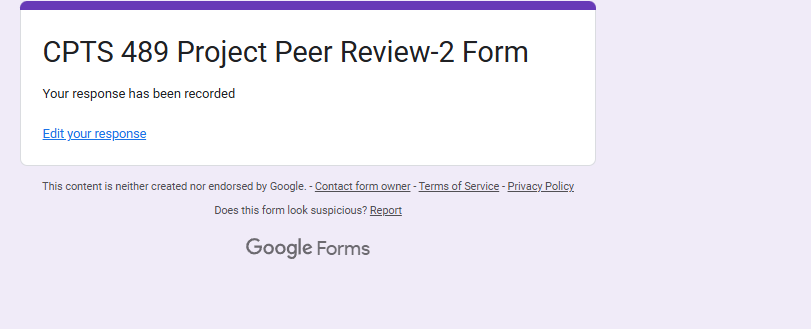 CPTS 489 Project Peer Review-2 Form
Your response has been recorded
Edit your response
This content is neither created nor endorsed by Google. - Contact form owner - Terms of Service - Privacy Policy
Does this form look suspicious? Report
Google Forms